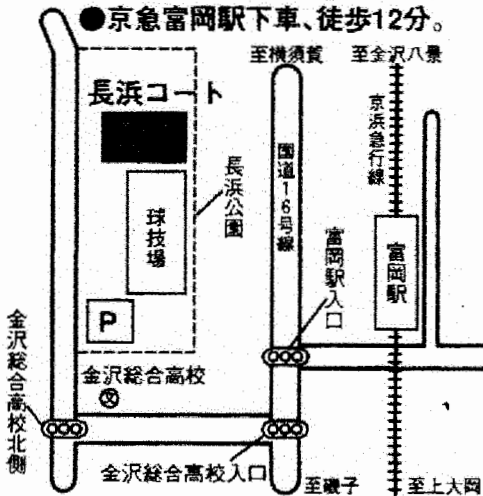 ●京急富岡駅下車、徒歩12分。
至横須賀
至金沢八景
長浜コート
京浜急行線
国道16号線
長浜公園
球技場
富岡駅入口
富岡駅
P
金沢総合高校北側
金沢総合高校
文
金沢総合高校入口
至磯子
至上大岡